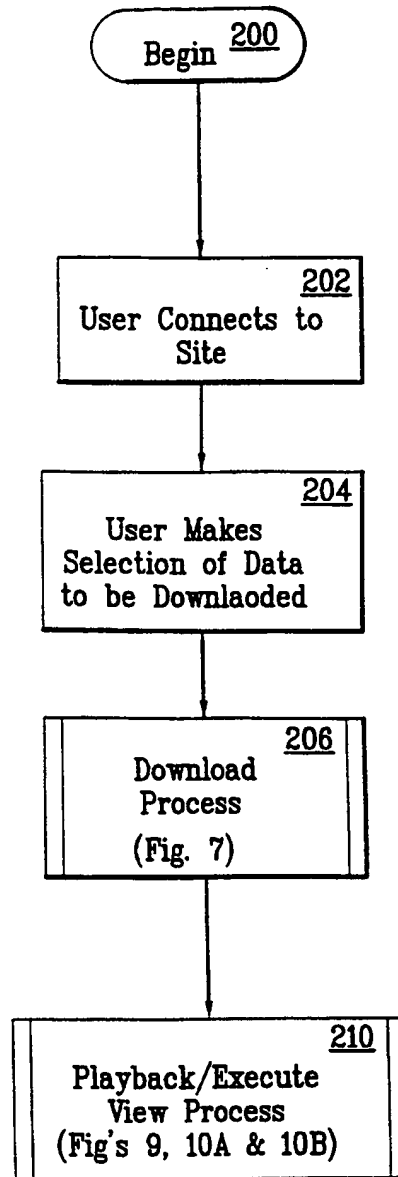 Begin 200
202
User Connects to
Site
204
User Makes
Selection of Data
to be Downlaoded
206
Download
Process
(Fig. 7)
210
Playback/Execute
View Process
(Fig's 9, 10A & 10B)